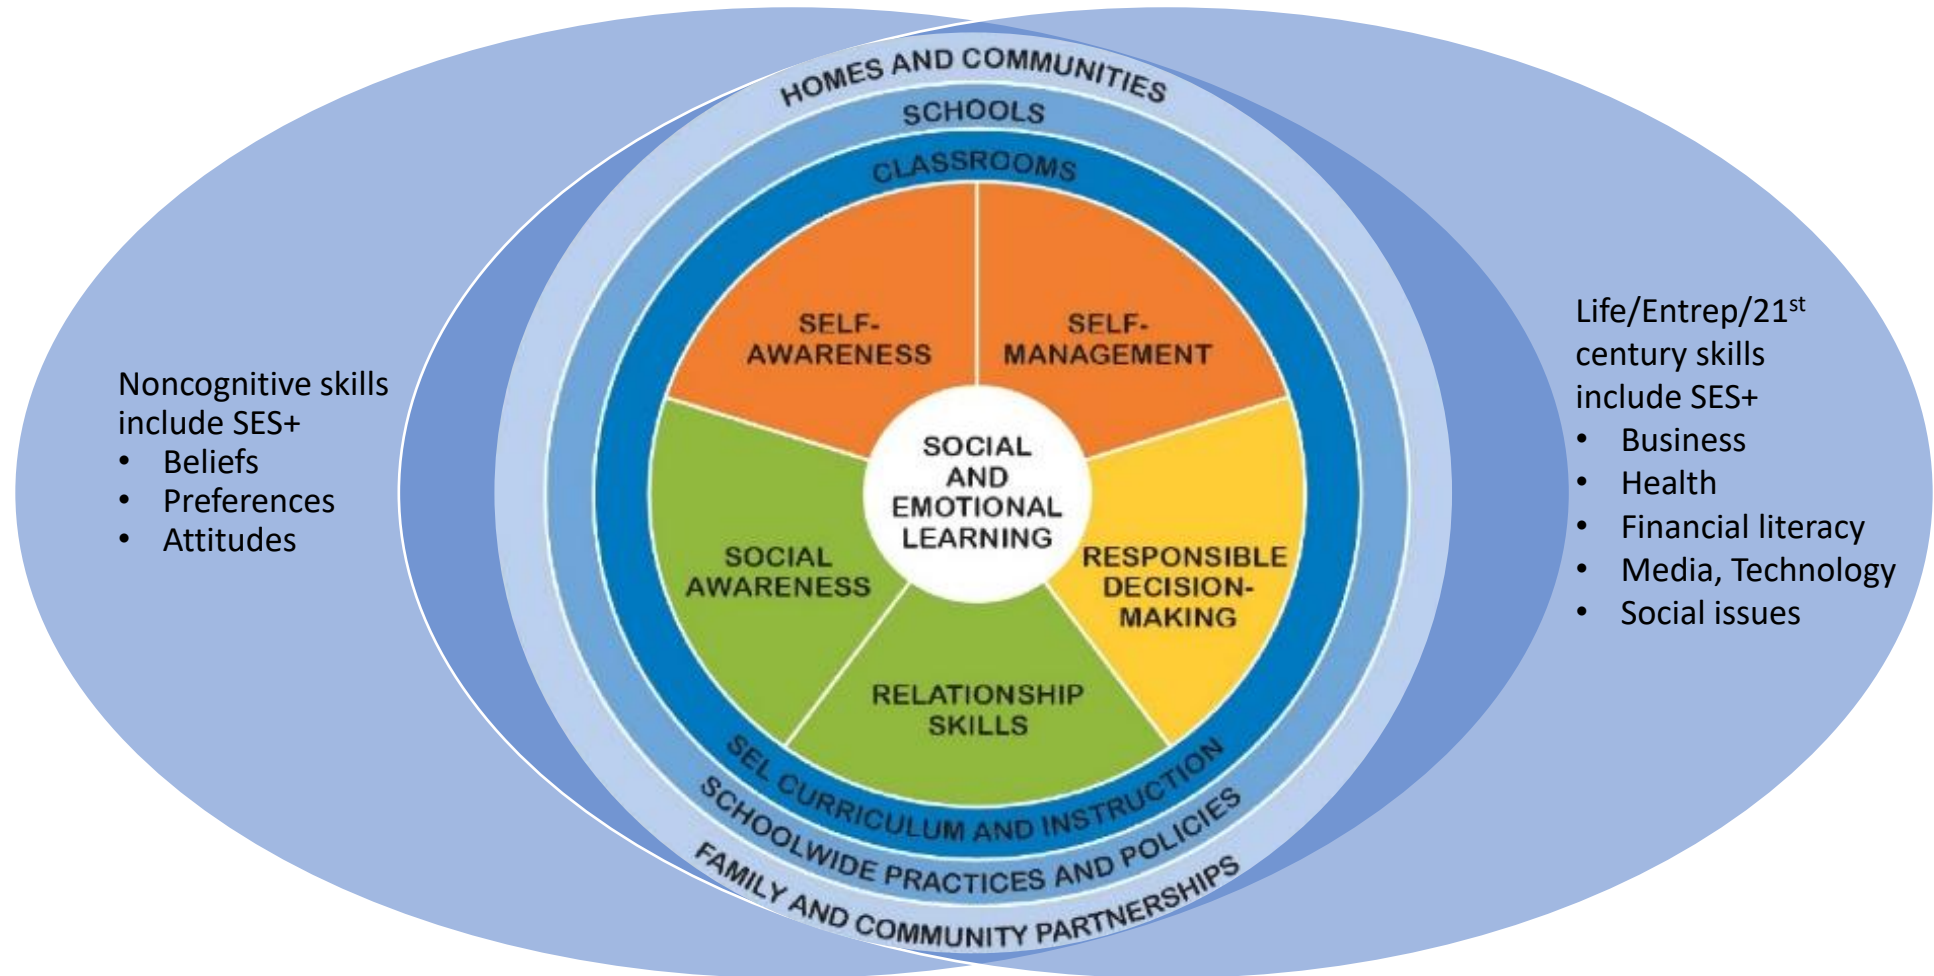 HOMES AND COMMUNITIES
SCHOOLS
CLASSROOMS
SELF-
AWARENESS
SELF-
MANAGEMENT
Noncognitive skills
include SES+
• Beliefs
• Preferences
• Attitudes
SOCIAL
AND
EMOTIONAL
LEARNING
Life/Entrep/21st
century skills
include SES+
• Business
• Health
• Financial literacy
• Media, Technology
• Social issues
SOCIAL
AWARENESS
RESPONSIBLE
DECISION-
MAKING
RELATIONSHIP
SKILLS
SEL CURRICULUM AND INSTRUCTION
SCHOOLWIDE PRACTICES AND POLICIES
FAMILY AND COMMUNITY PARTNERSHIPS